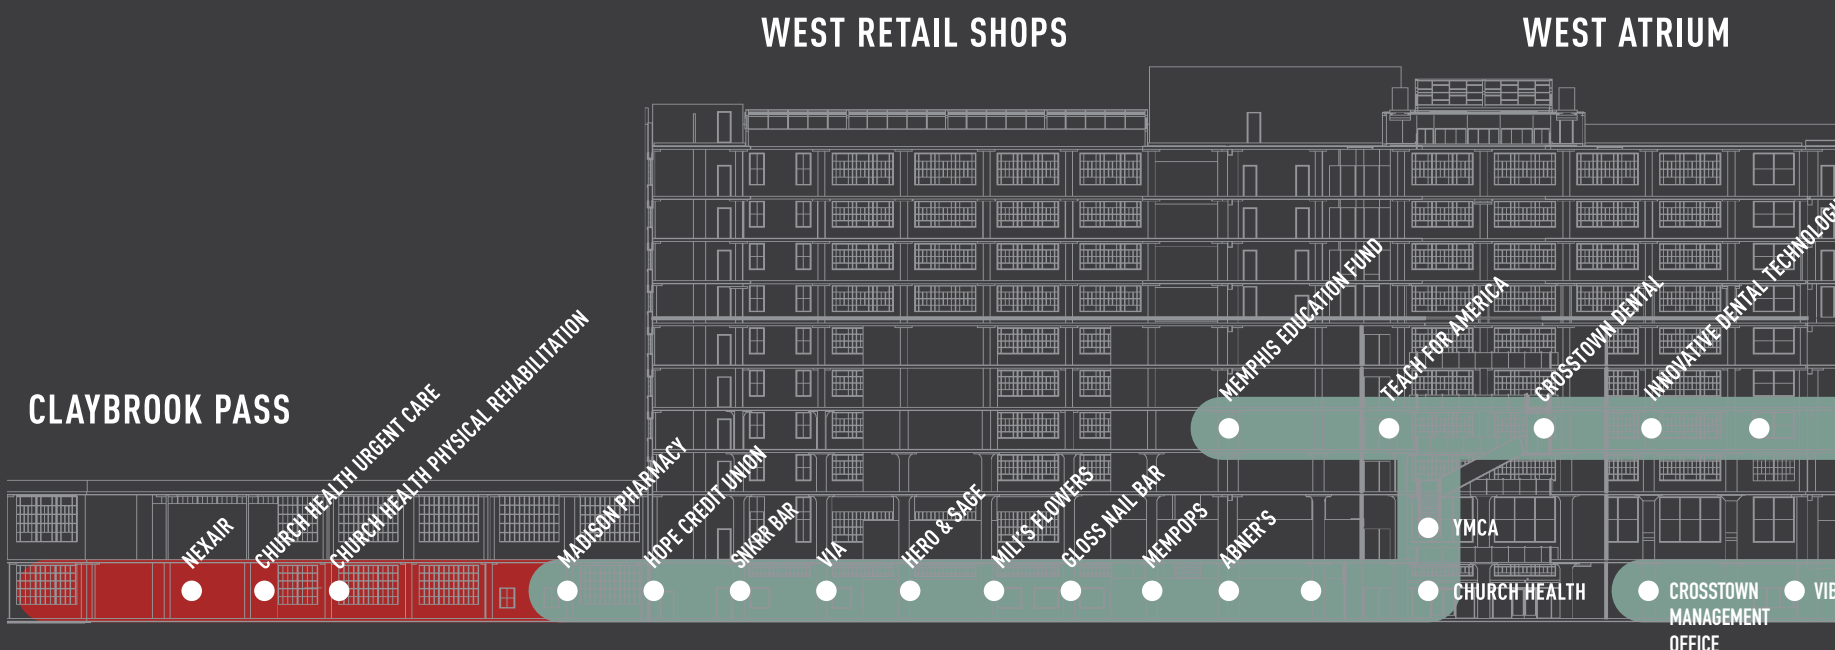 WEST RETAIL SHOPS
WEST ATRIUM
CLAYBROOK PASS
MEMPHIS EDUCATION FUND
TEACH FOR AMERICA
CROSSTOWN DENTAL
INNOVATIVE DENTAL
NEXAIR
CHURCH HEALTH URGENT CARE
CHURCH HEALTH PHYSICAL REHABILITATION
MADISON PHARMACY
HOPE CREDIT UNION
SNKRR BAR
VIA
HERO & SAGE
MILI'S FLOWERS
GLOSS NAIL BAR
MEMPOPS
ABNER'S
YMCA
CHURCH HEALTH
CROSSTOWN
MANAGEMENT
OFFICE